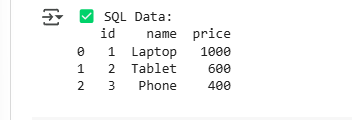 ✅ SQL Data:
id name price
0 1 Laptop 1000
1 2 Tablet 600
2 3 Phone 400